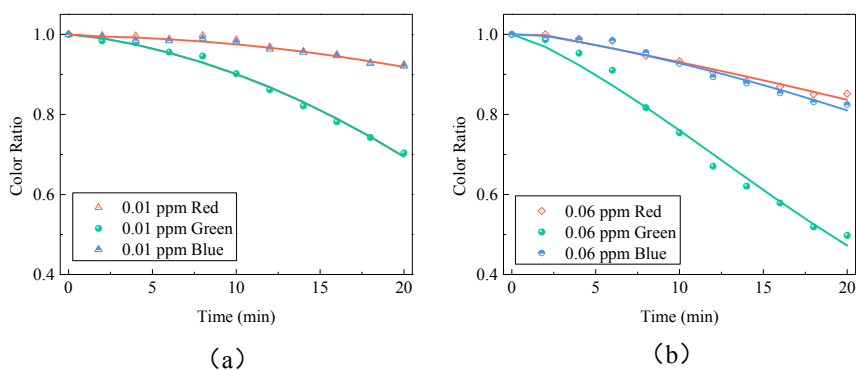 1.0
0.8
0.6
0.4
Color Ratio
0.01 ppm Red
0.01 ppm Green
0.01 ppm Blue
0 5 10 15 20
Time (min)
(a)
1.0
0.8
0.6
0.4
Color Ratio
0.06 ppm Red
0.06 ppm Green
0.06 ppm Blue
0 5 10 15 20
Time (min)
(b)